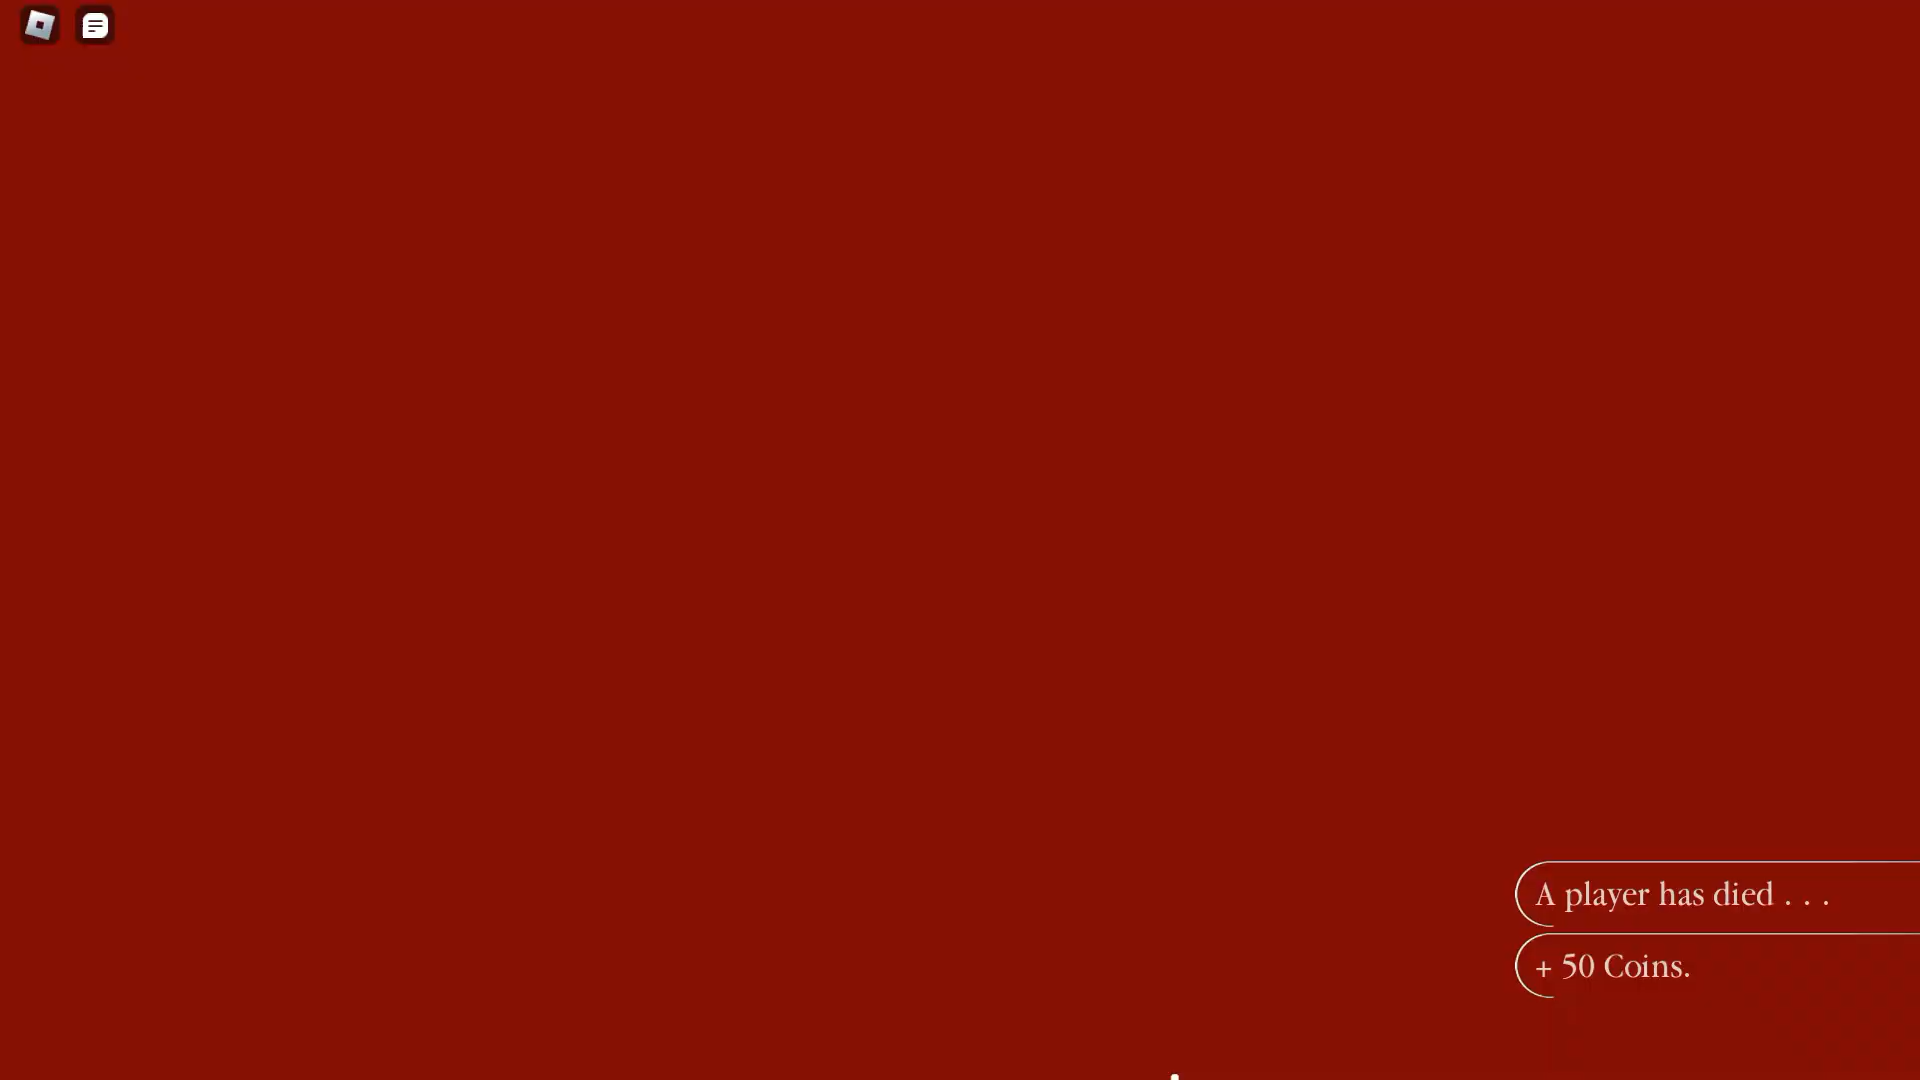 A player has died . . .
+ 50 Coins.